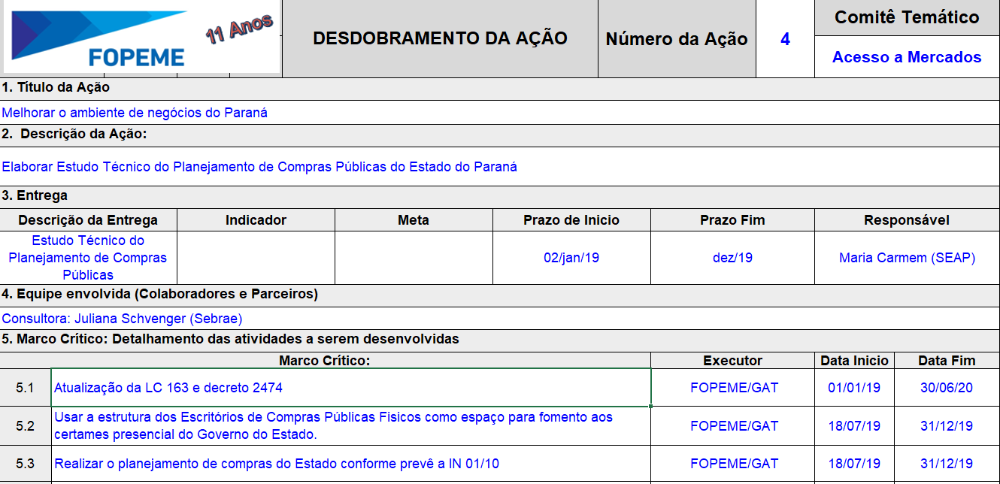 FOPEME
11 Anos
DESDOBRAMENTO DA AÇÃO
Número da Ação
4
Comitê Temático
Acesso a Mercados
1. Título da Ação
Melhorar o ambiente de negócios do Paraná
2. Descrição da Ação:
Elaborar Estudo Técnico do Planejamento de Compras Públicas do Estado do Paraná
3. Entrega
Descrição da Entrega Indicador Meta Prazo de Inicio Prazo Fim Responsável
Estudo Técnico do
Planejamento de Compras
Públicas
02/jan/19 dez/19 Maria Carmem (SEAP)
4. Equipe envolvida (Colaboradores e Parceiros)
Consultora: Juliana Schvenger (Sebrae)
5. Marco Crítico: Detalhamento das atividades a serem desenvolvidas
Marco Crítico: Executor Data Inicio Data Fim
5.1 Atualização da LC 163 e decreto 2474 FOPEME/GAT 01/01/19 30/06/20
5.2 Usar a estrutura dos Escritórios de Compras Públicas Fisicos como espaço para fomento aos
certames presencial do Governo do Estado. FOPEME/GAT 18/07/19 31/12/19
5.3 Realizar o planejamento de compras do Estado conforme prevê a IN 01/10 FOPEME/GAT 18/07/19 31/12/19